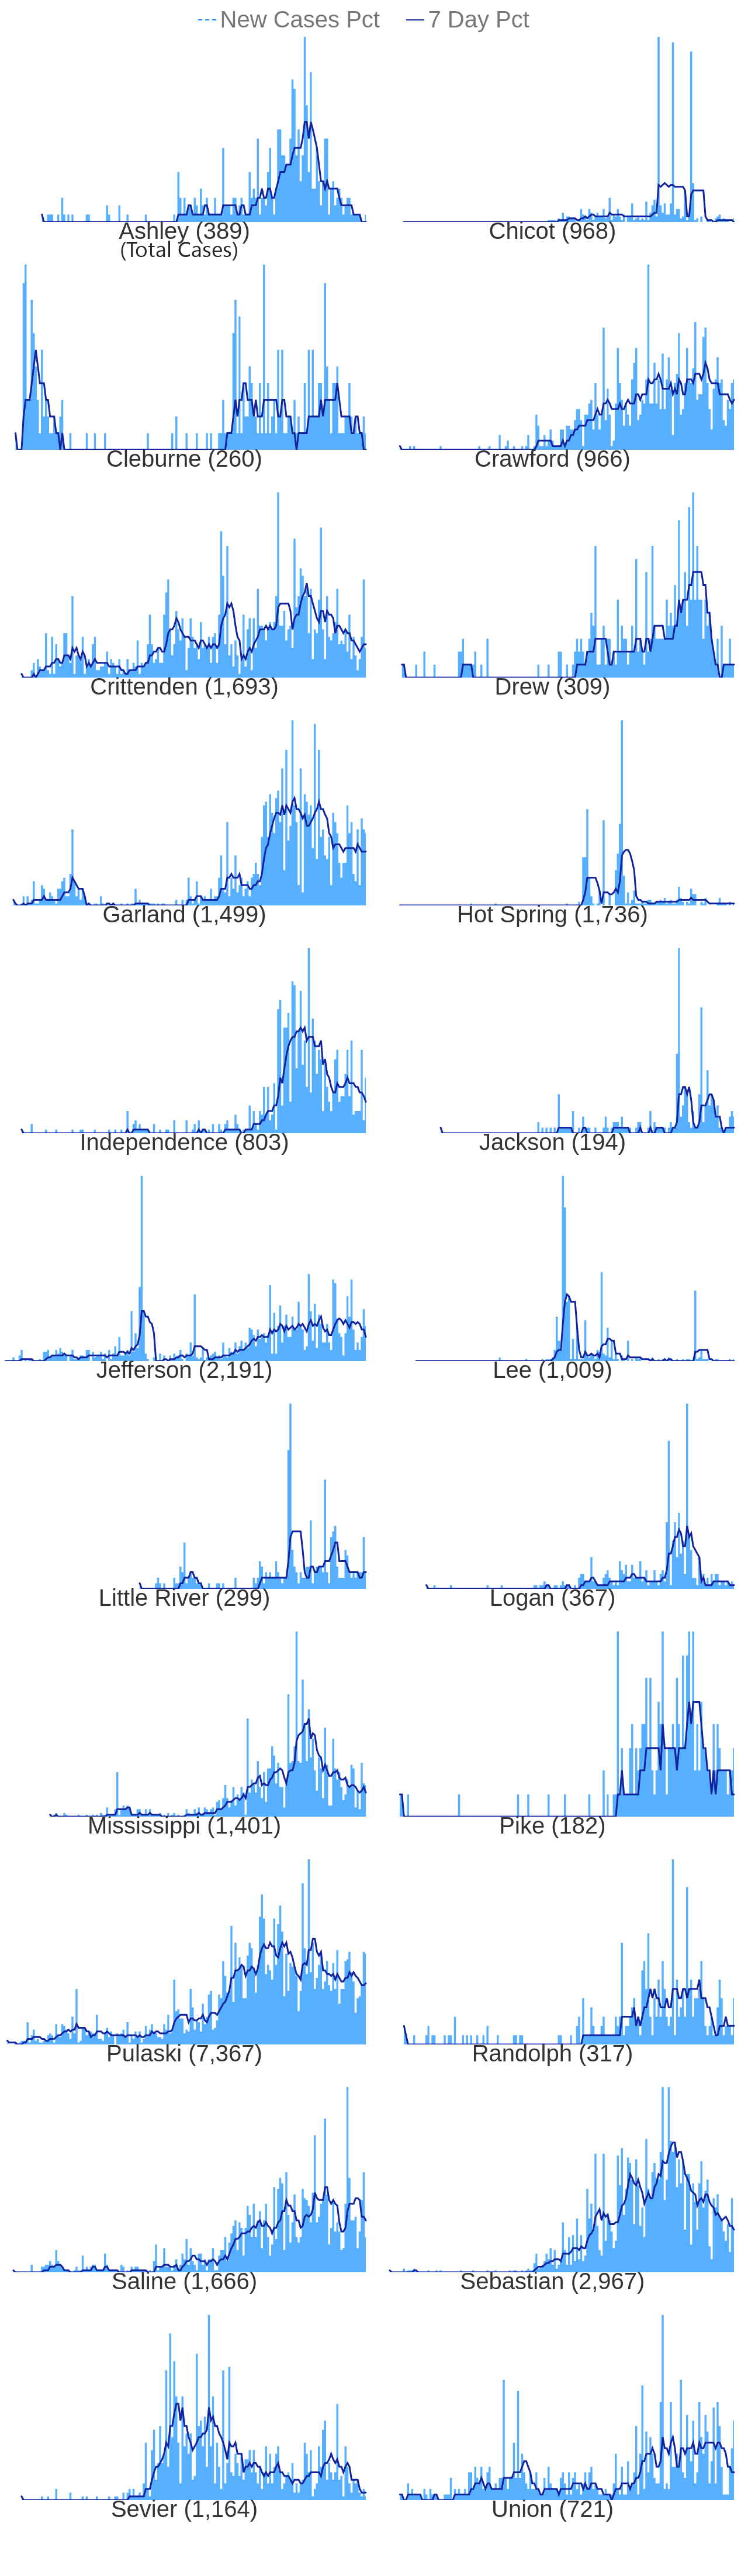 New Cases Pct 7 Day Pct
Ashley (389) Chicot (968)
(Total Cases)
Cleburne (260) Crawford (966)
Crittenden (1,693) Drew (309)
Garland (1,499) Hot Spring (1,736)
Independence (803) Jackson (194)
Jefferson (2,191) Lee (1,009)
Little River (299) Logan (367)
Mississippi (1,401) Pike (182)
Pulaski (7,367) Randolph (317)
Saline (1,666) Sebastian (2,967)
Sevier (1,164) Union (721)